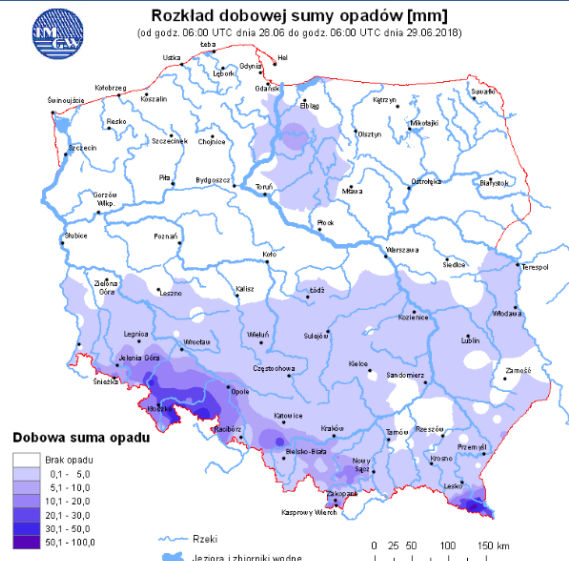 IM
GW
Rozkład dobowej sumy opadów [mm]
(od godz. 06:00 UTC dnia 28.06 do godz. 06:00 UTC dnia 29.06.2018)
Łeba
Hel
Ustka
Gdynia
Lębork
Gdańsk
Suwałki
Kołobrzeg
Koszalin
Elbląg
Kętrzyn
Świnoujście
Resko
Mikołajki
Szczecinek
Chojnice
Olsztyn
Szczecin
Piła
Bydgoszcz
Toruń
Mława
Ostrołęka
Białystok
Gorzów
Wlkp.
Płock
Słubice
Poznań
Koło
Warszawa
Siedlce
Terespol
Zielona
Góra
Leszno
Kalisz
Łódź
Kozienice
Włodawa
Legnica
Wrocław
Wieluń
Sulejów
Lublin
Jelenia Góra
Śnieżka
Częstochowa
Kielce
Sandomierz
Zamość
Kłodzko
Opole
Katowice
Racibórz
Kraków
Tarnów
Rzeszów
Bielsko-Biała
Nowy
Sącz
Krosno
Przemyśl
Zakopane
Lesko
Kasprowy Wierch
Dobowa suma opadu
Brak opadu
0,1 - 5,0
5,1 - 10,0
10,1 - 20,0
20,1 - 30,0
30,1 - 50,0
50,1 - 100,0
Rzeki
Jeziora i zbiorniki wodne
0 25 50 100 150 km